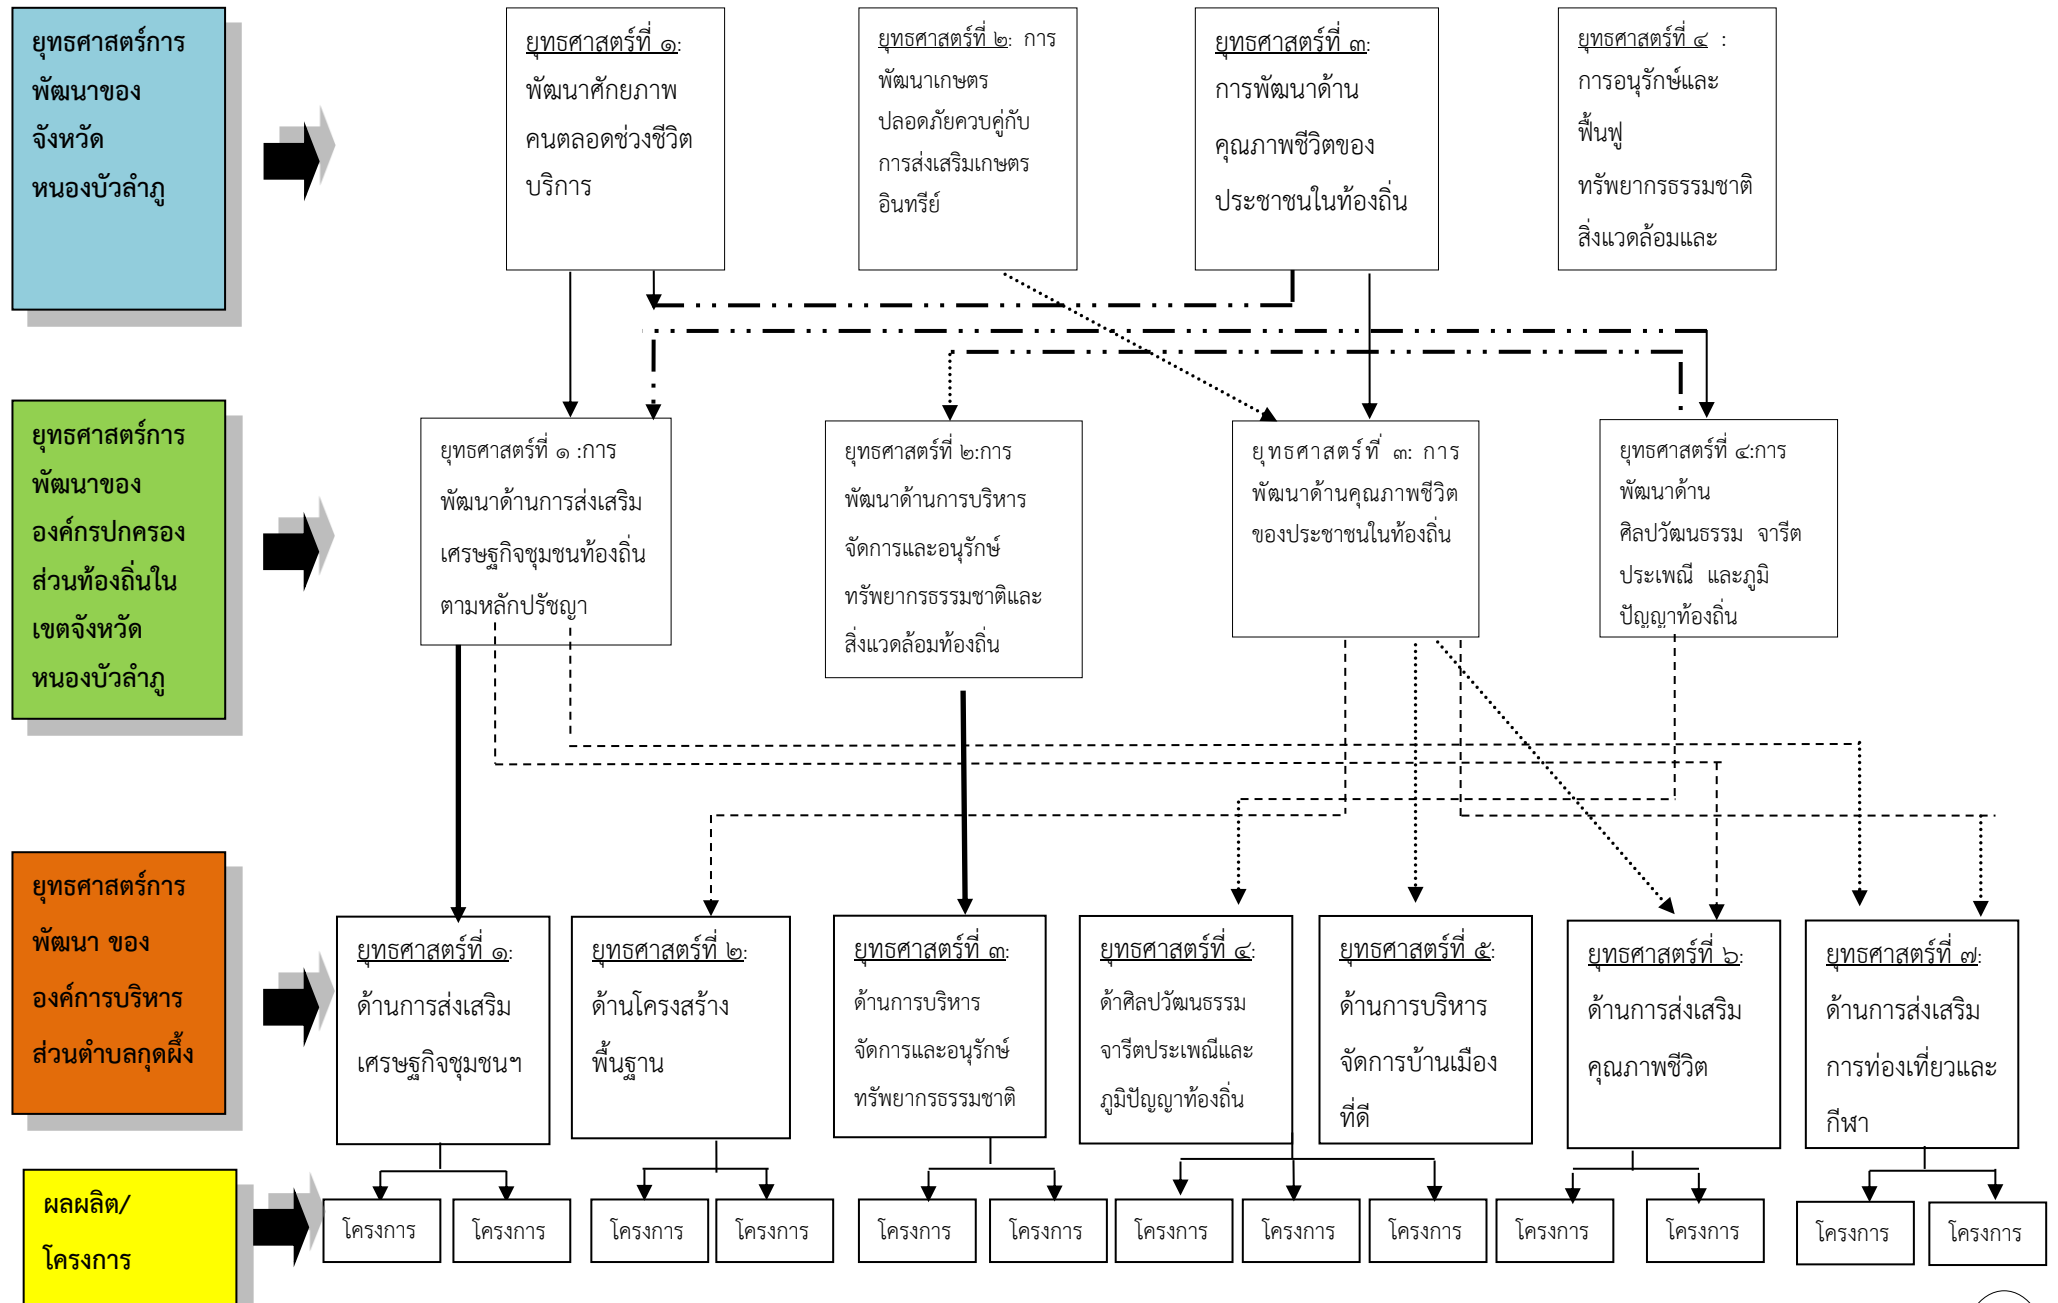 ยุทธศาสตร์การ
พัฒนาของ
จังหวัด
หนองบัวลำภู
ยุทธศาสตร์ที่ ๑:
พัฒนาศักยภาพ
คนตลอดช่วงชีวิต
บริการ
ยุทธศาสตร์ที่ ๒: การ
พัฒนาเกษตร
ปลอดภัยควบคู่กับ
การส่งเสริมเกษตร
อินทรีย์
ยุทธศาสตร์ที่ ๓:
การพัฒนาด้าน
คุณภาพชีวิตของ
ประชาชนในท้องถิ่น
ยุทธศาสตร์ที่ ๔ :
การอนุรักษ์และ
ฟื้นฟู
ทรัพยากรธรรมชาติ
สิ่งแวดล้อมและ
ยุทธศาสตร์การ
พัฒนาของ
องค์กรปกครอง
ส่วนท้องถิ่นใน
เขตจังหวัด
หนองบัวลำภู
ยุทธศาสตร์ที่ ๑ :การ
พัฒนาด้านการส่งเสริม
เศรษฐกิจชุมชนท้องถิ่น
ตามหลักปรัชญา
ยุทธศาสตร์ที่ ๒:การ
พัฒนาด้านการบริหาร
จัดการและอนุรักษ์
ทรัพยากรธรรมชาติและ
สิ่งแวดล้อมท้องถิ่น
ยุทธศาสตร์ที่ ๓: การ
พัฒนาด้านคุณภาพชีวิต
ของประชาชนในท้องถิ่น
ยุทธศาสตร์ที่ ๔:การ
พัฒนาด้าน
ศิลปวัฒนธรรม จารีต
ประเพณี และภูมิ
ปัญญาท้องถิ่น
ยุทธศาสตร์การ
พัฒนา ของ
องค์การบริหาร
ส่วนตำบลกุดผึ้ง
ยุทธศาสตร์ที่ ๑:
ด้านการส่งเสริม
เศรษฐกิจชุมชนฯ
ยุทธศาสตร์ที่ ๒:
ด้านโครงสร้าง
พื้นฐาน
ยุทธศาสตร์ที่ ๓:
ด้านการบริหาร
จัดการและอนุรักษ์
ทรัพยากรธรรมชาติ
ยุทธศาสตร์ที่ ๔:
ด้าศิลปวัฒนธรรม
จารีตประเพณีและ
ภูมิปัญญาท้องถิ่น
ยุทธศาสตร์ที่ ๕:
ด้านการบริหาร
จัดการบ้านเมือง
ที่ดี
ยุทธศาสตร์ที่ ๖:
ด้านการส่งเสริม
คุณภาพชีวิต
ยุทธศาสตร์ที่ ๗:
ด้านการส่งเสริม
การท่องเที่ยวและ
กีฬา
ผลผลิต/
โครงการ
โครงการ
โครงการ
โครงการ
โครงการ
โครงการ
โครงการ
โครงการ
โครงการ
โครงการ
โครงการ
โครงการ
โครงการ
โครงการ